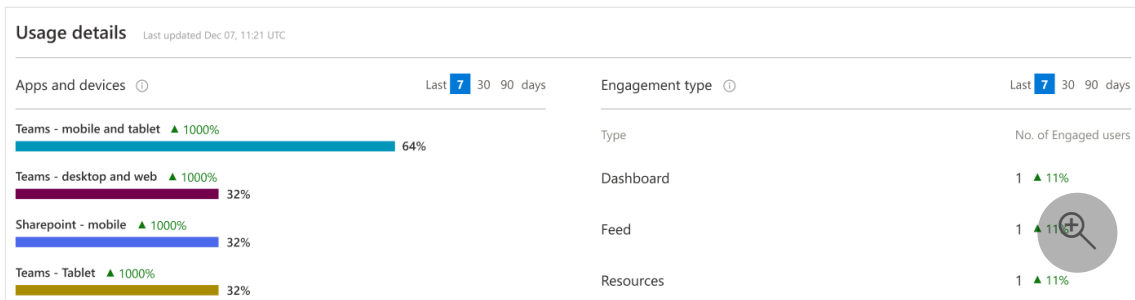 Usage details Last updated Dec 07, 11:21 UTC
Apps and devices Last 7 30 90 days
Teams - mobile and tablet ▲ 1000%
64%
Teams - desktop and web ▲ 1000%
32%
Sharepoint - mobile ▲ 1000%
32%
Teams - Tablet ▲ 1000%
32%
Engagement type Last 7 30 90 days
Type No. of Engaged users
Dashboard 1 ▲ 11%
Feed 1 ▲ 11%
Resources 1 ▲ 11%